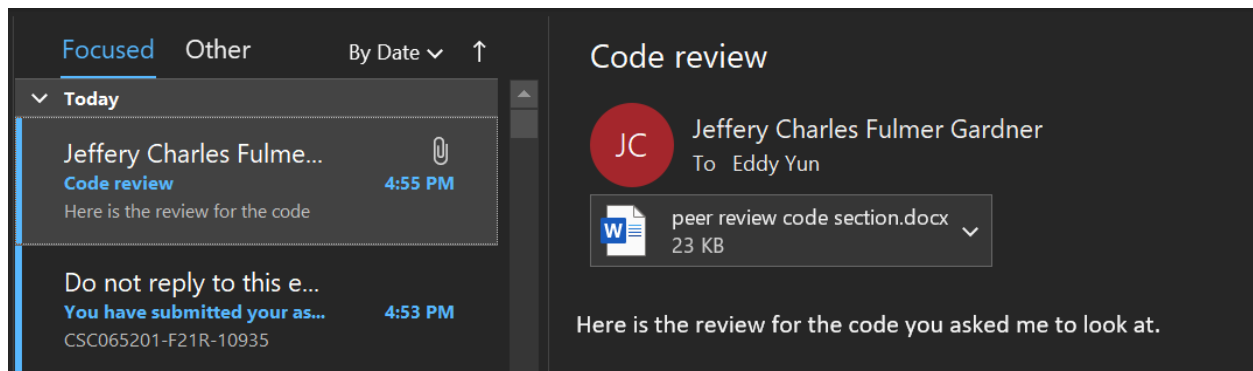 Focused Other By Date
Today
Jeffery Charles Fulme...
Code review 4:55 PM
Here is the review for the code
Do not reply to this e...
You have submitted your as... 4:53 PM
CSC065201-F21R-10935
Code review
JC
Jeffery Charles Fulmer Gardner
To Eddy Yun
W
peer review code section.docx
23 KB
Here is the review for the code you asked me to look at.